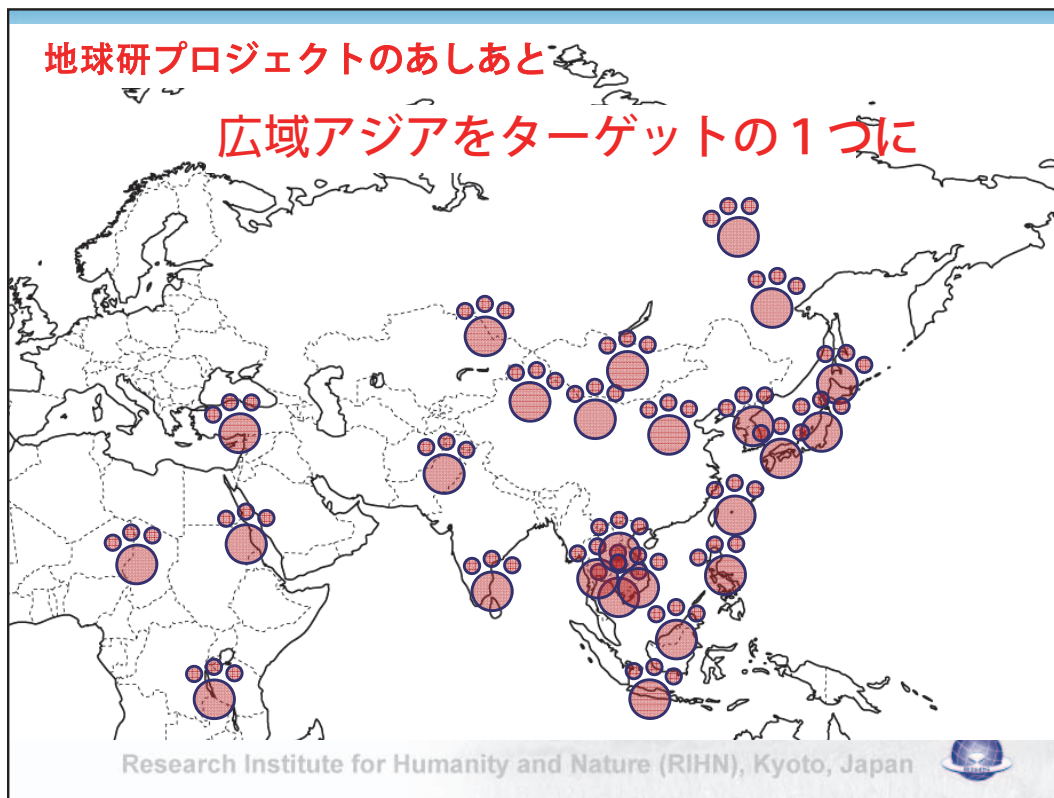 地球研プロジェクトのあしあと
広域アジアをターゲットの１つに
Research Institute for Humanity and Nature (RIHN), Kyoto, Japan